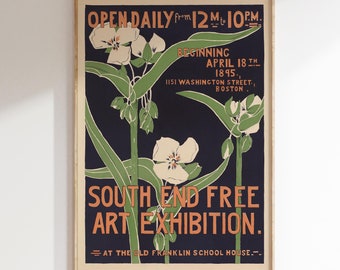 OPEN DAILY from 12 M to 10 P.M.
BEGINNING
APRIL 18TH
1895.
1151 WASHINGTON STREET,
BOSTON
SOUTH END FREE
ART EXHIBITION.
AT THE OLD FRANKLIN SCHOOL HOUSE.